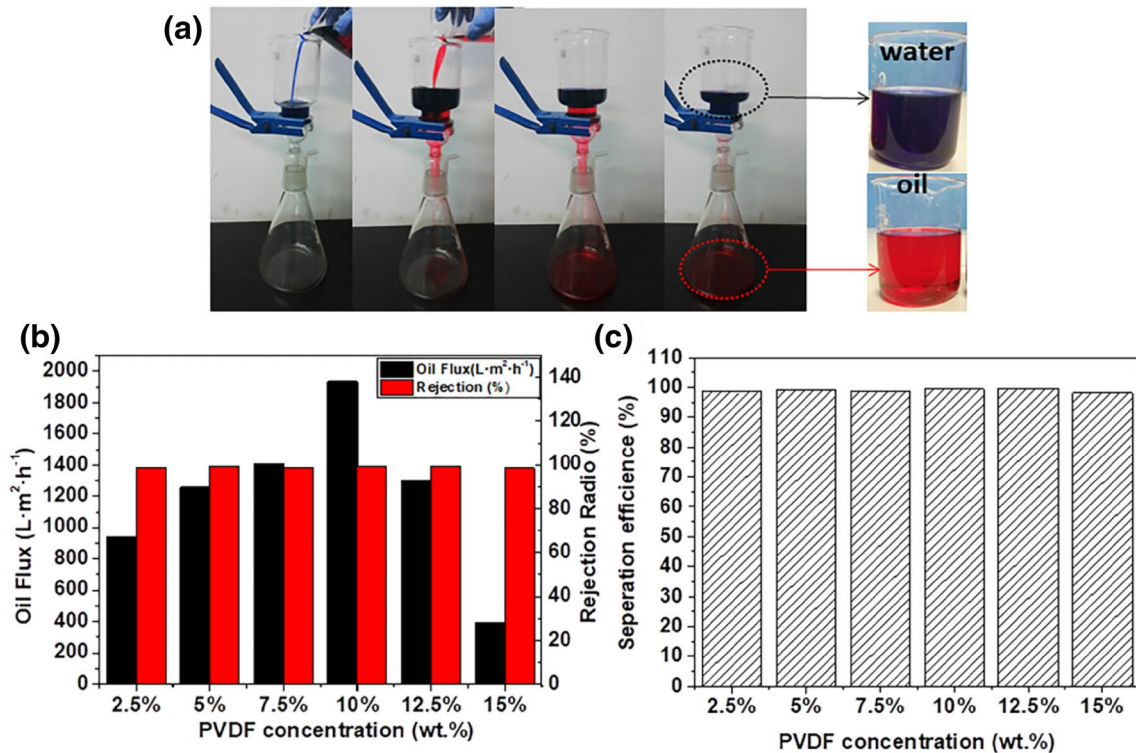 (a)
water
oil
(b)
Oil Flux(L·m²·h⁻¹)
Rejection (%)
Oil Flux (L·m²·h⁻¹)
2000
1800
1600
1400
1200
1000
800
600
400
200
0
Rejection Radio (%)
140
120
100
80
60
40
20
0
2.5% 5% 7.5% 10% 12.5% 15%
PVDF concentration (wt.%)
(c)
Seperation efficience (%)
110
100
90
80
70
60
50
40
30
20
10
0
2.5% 5% 7.5% 10% 12.5% 15%
PVDF concentration (wt.%)